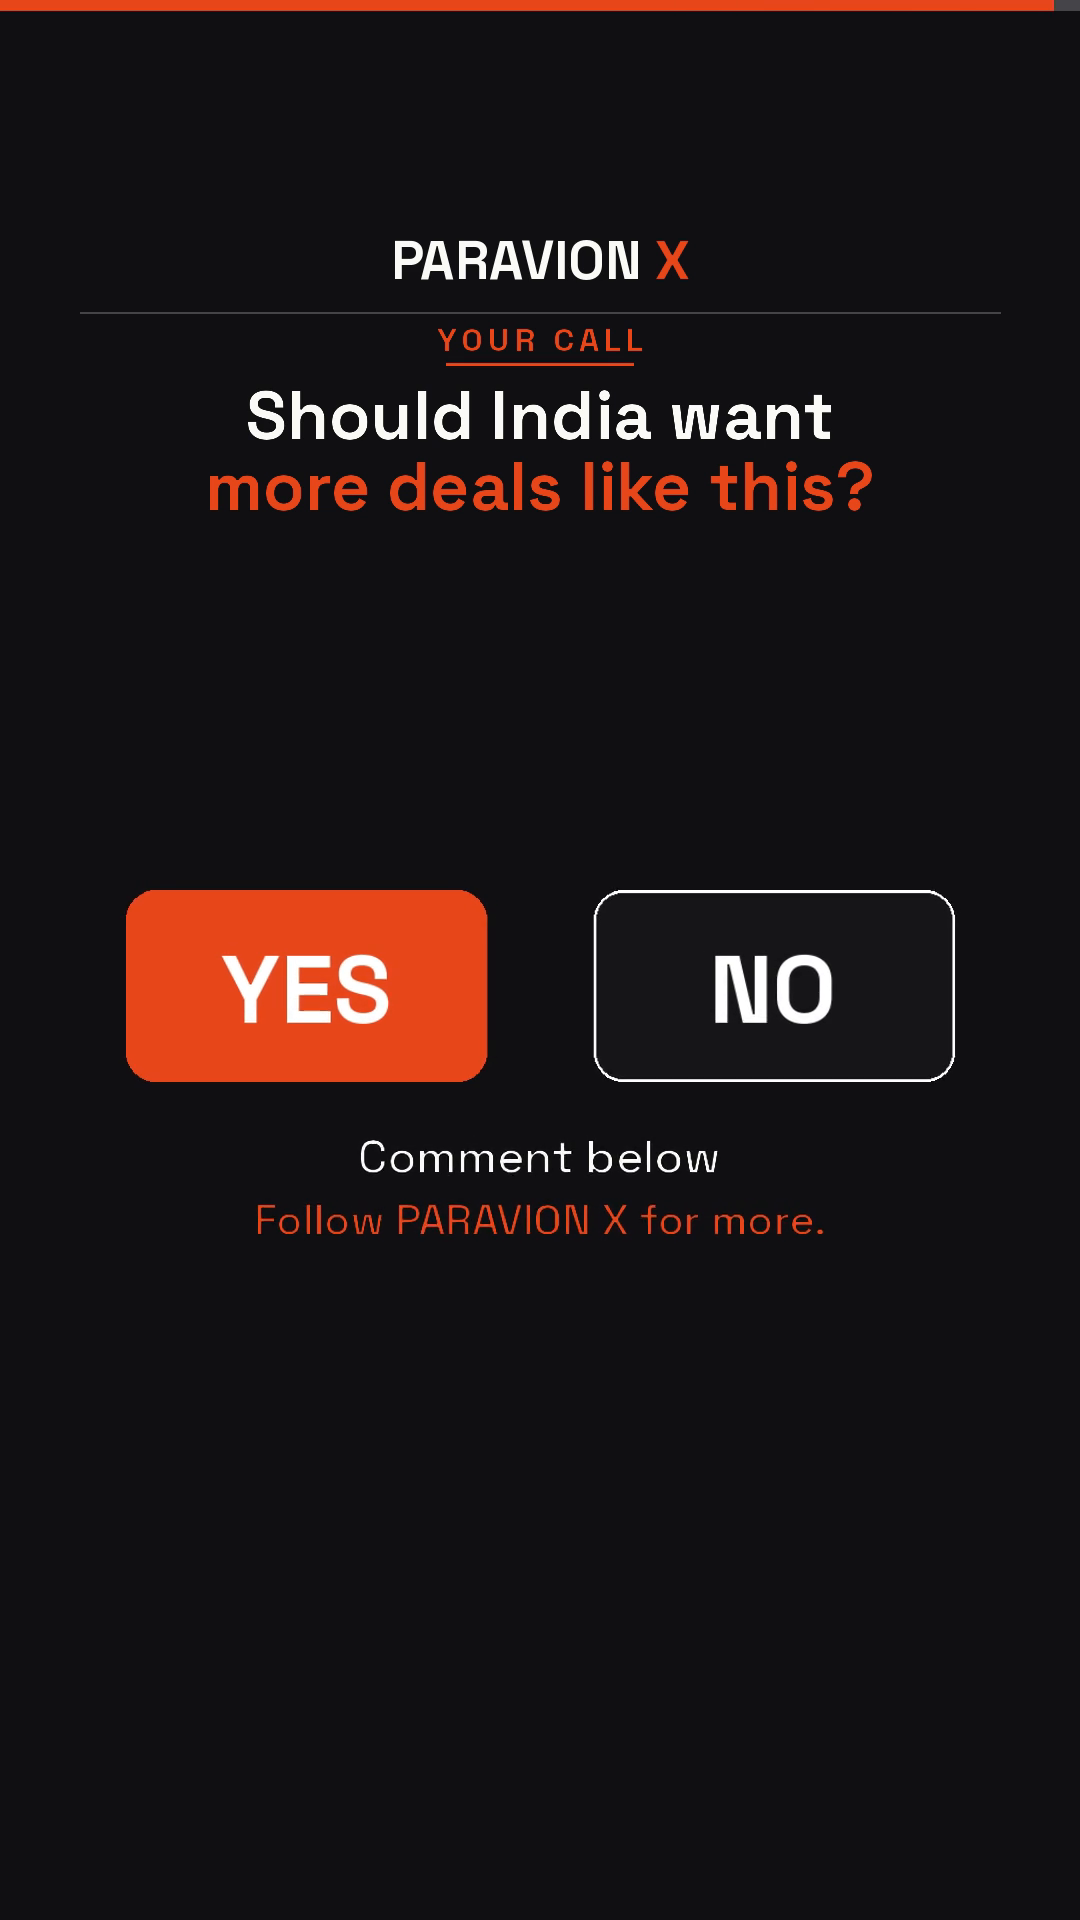 PARAVION X
YOUR CALL
Should India want
more deals like this?
YES
NO
Comment below
Follow PARAVION X for more.